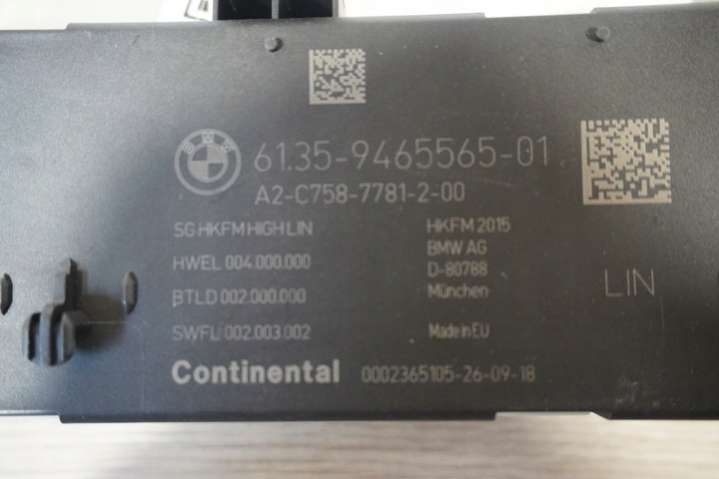 61.35-9465565-01
A2-C758-7781-2-00
SG HKFM HIGH LIN
HKFM 2015
HWEL 004.000.000
BMW AG
D-80788
BTLD 002.000.000
München
LIN
SWFL 002.003.002
Made in EU
Continental 0002365105-26-09-18